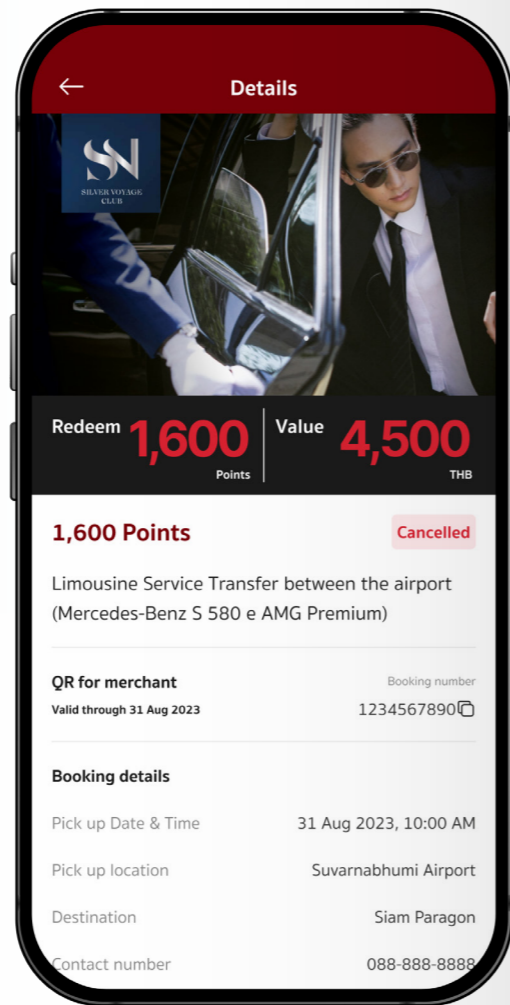 Details
SN
SILVER VOYAGE
CLUB
Redeem 1,600 Points
Value 4,500 THB
1,600 Points
Cancelled
Limousine Service Transfer between the airport
(Mercedes-Benz S 580 e AMG Premium)
QR for merchant
Booking number
Valid through 31 Aug 2023
1234567890
Booking details
Pick up Date & Time
31 Aug 2023, 10:00 AM
Pick up location
Suvarnabhumi Airport
Destination
Siam Paragon
Contact number
088-888-8888